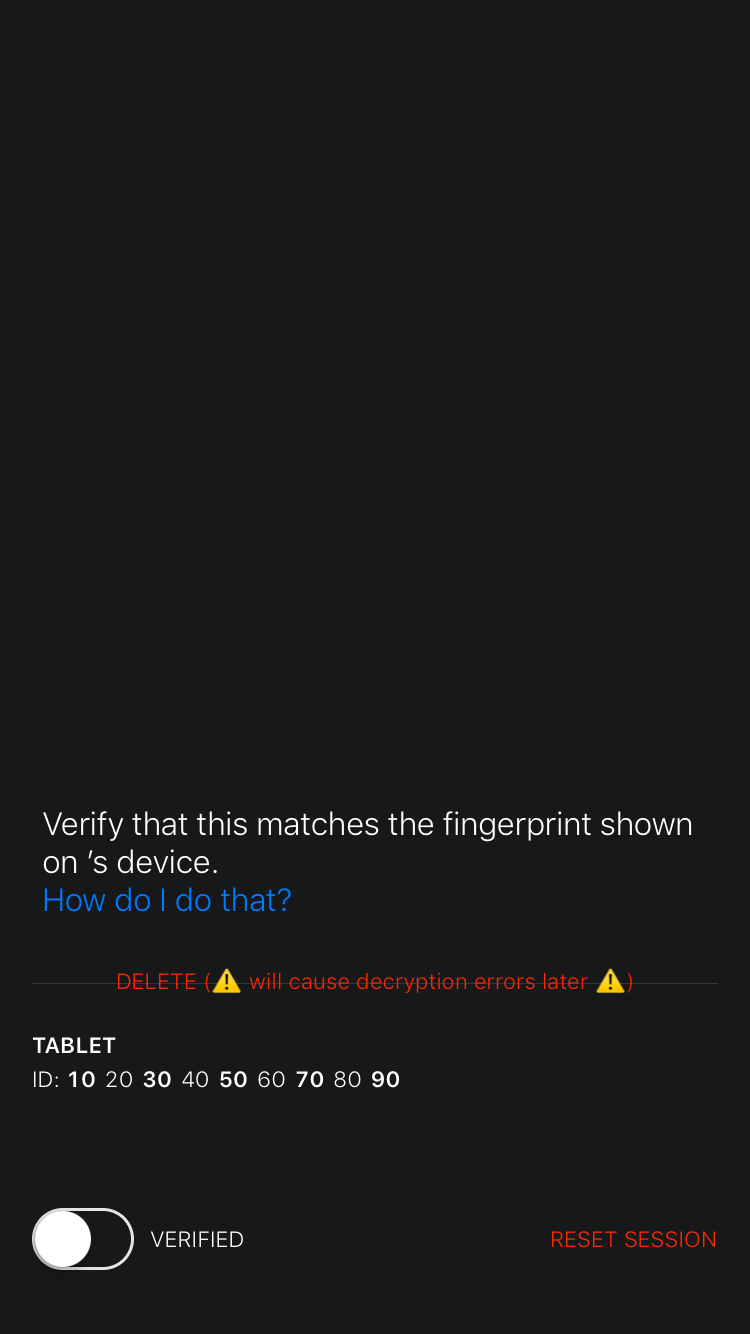 Verify that this matches the fingerprint shown
on ’s device.
How do I do that?
DELETE (⚠️ will cause decryption errors later ⚠️)
TABLET
ID: 10 20 30 40 50 60 70 80 90
VERIFIED
RESET SESSION